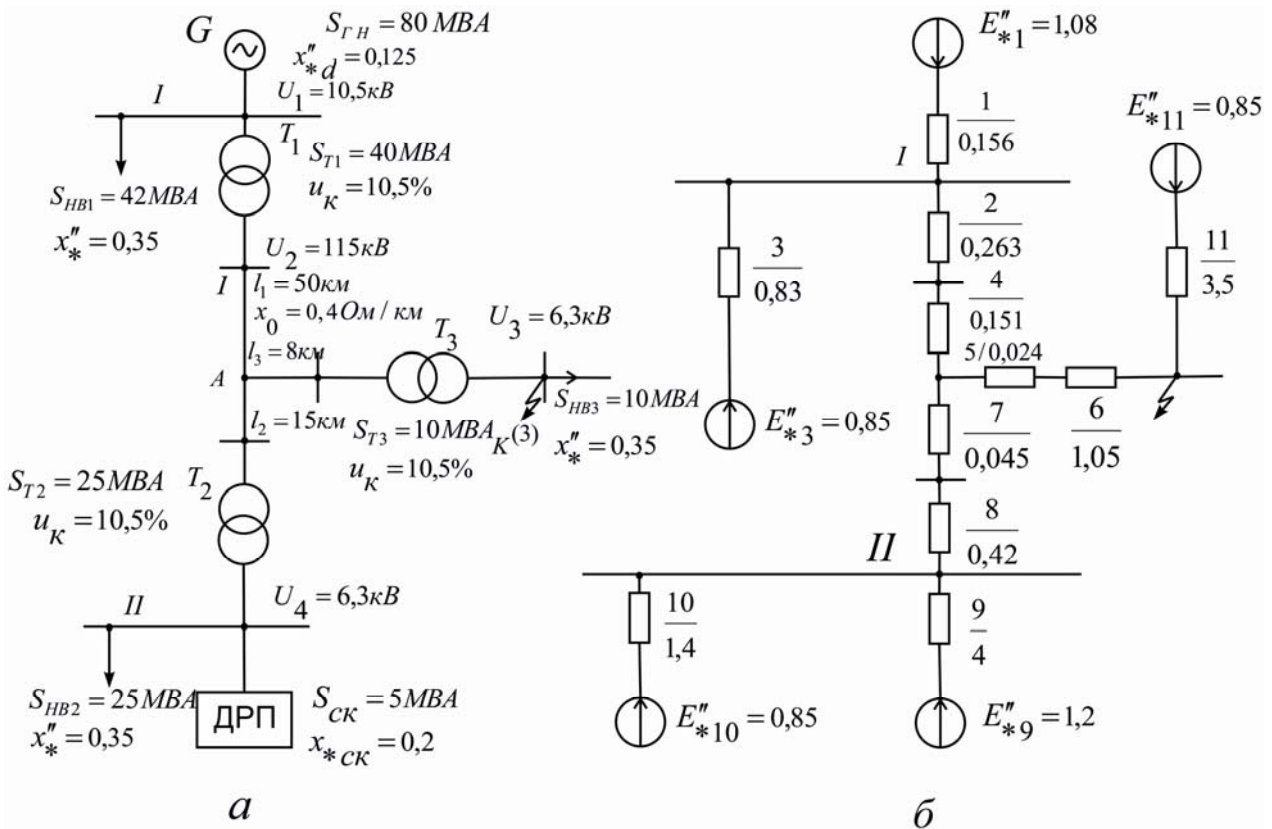 G
S_ГН = 80 МВА
x''_*d = 0,125
I
U_1 = 10,5кВ
T_1
S_T1 = 40МВА
u_к = 10,5%
S_НВ1 = 42МВА
x''_* = 0,35
U_2 = 115кВ
I
l_1 = 50км
x_0 = 0,4Ом/км
l_3 = 8км
A
T_3
U_3 = 6,3кВ
S_НВ3 = 10МВА
x''_* = 0,35
l_2 = 15км
S_T3 = 10МВА
u_к = 10,5%
К^(3)
S_T2 = 25МВА
u_к = 10,5%
T_2
U_4 = 6,3кВ
II
S_НВ2 = 25МВА
x''_* = 0,35
ДРП
S_СК = 5МВА
x_*ск = 0,2
а
E''_*1 = 1,08
1
0,156
I
E''_*11 = 0,85
2
0,263
3
0,83
11
3,5
4
0,151
5/0,024
E''_*3 = 0,85
7
0,045
6
1,05
8
0,42
II
10
1,4
9
4
E''_*10 = 0,85
E''_*9 = 1,2
б